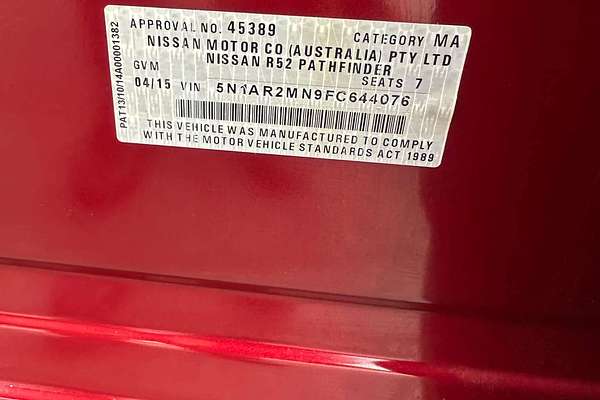 APPROVAL NO. 45389 CATEGORY MA
NISSAN MOTOR CO (AUSTRALIA) PTY LTD
NISSAN R52 PATHFINDER
GVM SEATS 7
04/15 VIN 5N1AR2MN9FC644076
THIS VEHICLE WAS MANUFACTURED TO COMPLY
WITH THE MOTOR VEHICLE STANDARDS ACT 1989
PAT13/10/14A00001382